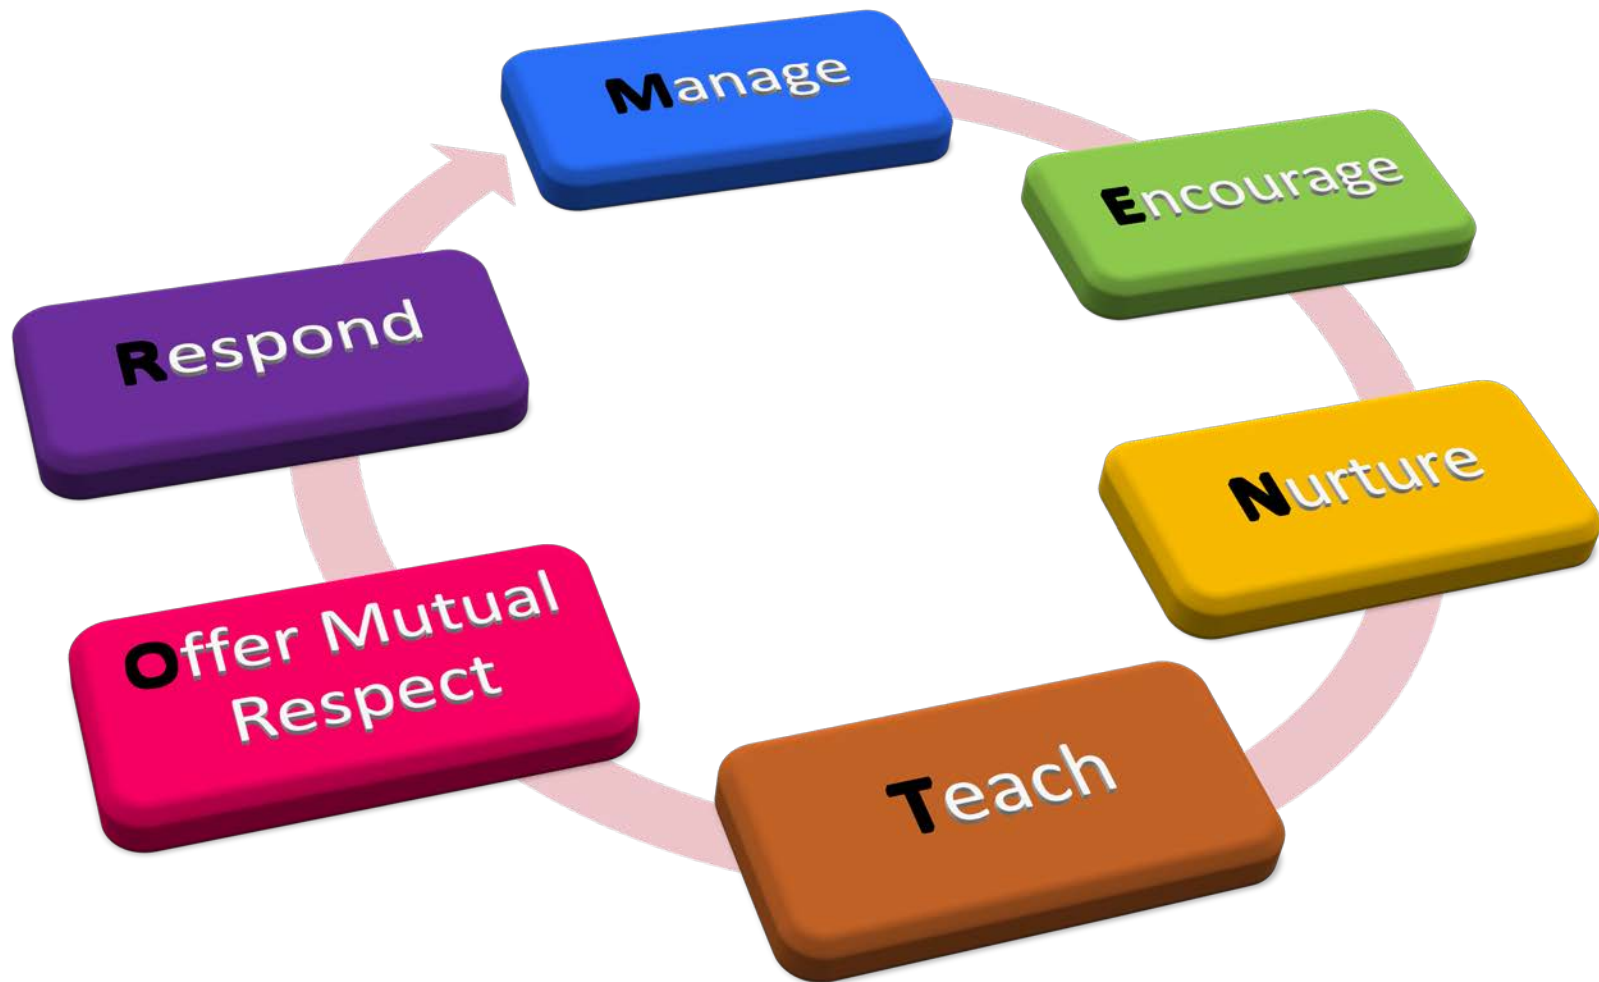 Manage
Encourage
Nurture
Teach
Offer Mutual
Respect
Respond